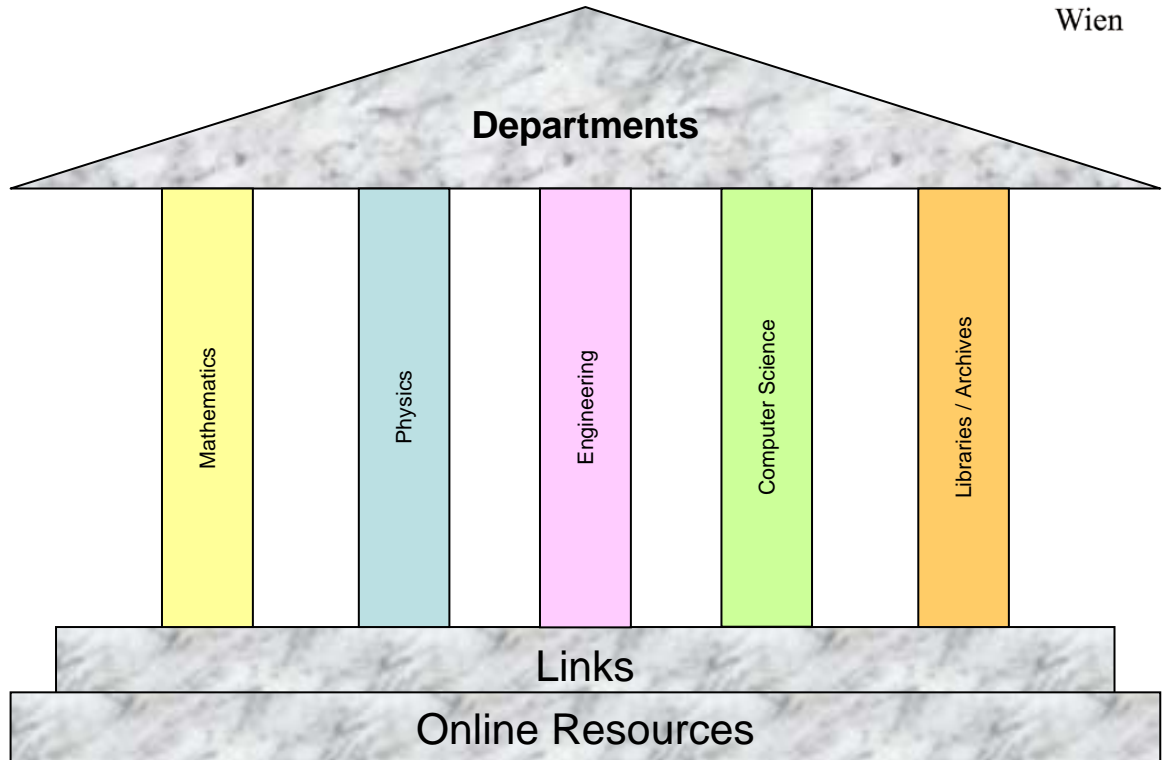 Wien
Departments
Mathematics
Physics
Engineering
Computer Science
Libraries / Archives
Links
Online Resources